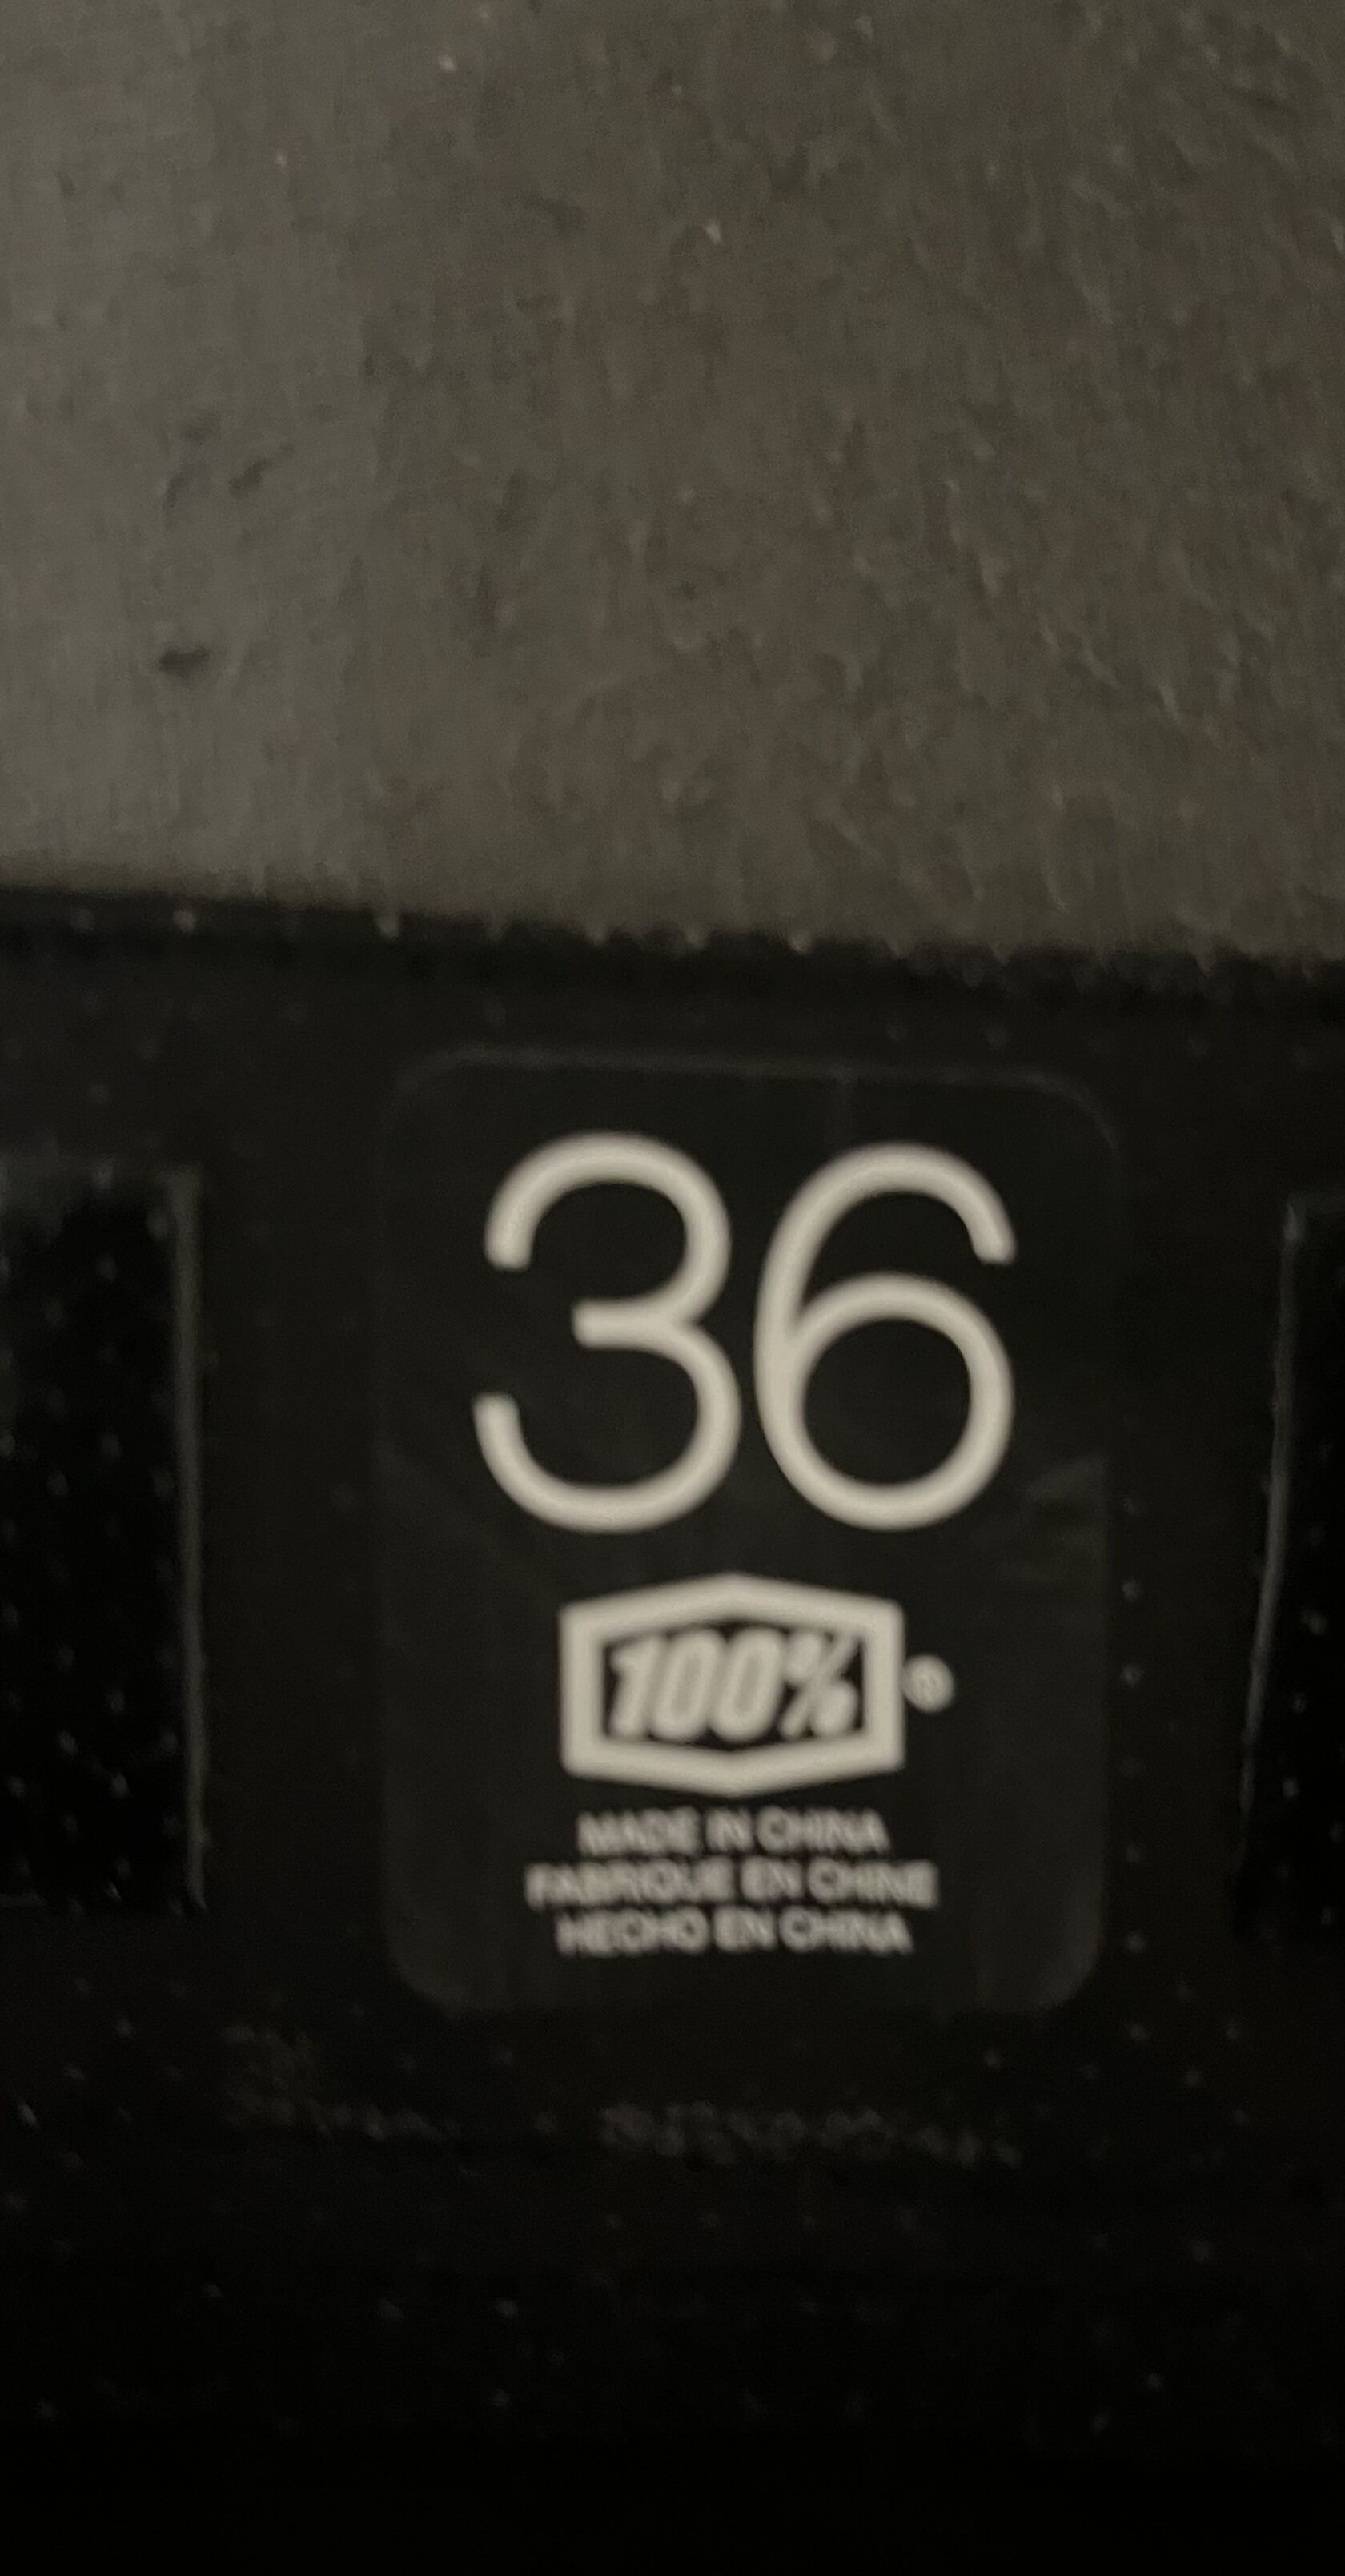 36
100%®
MADE IN CHINA
FABRIQUE EN CHINE
HECHO EN CHINA